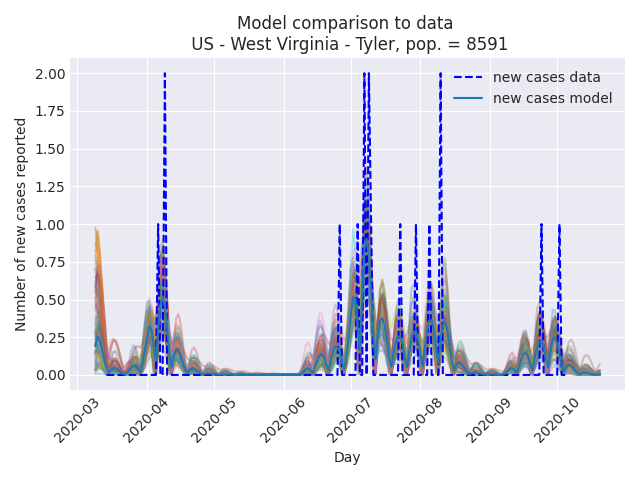 Model comparison to data
US - West Virginia - Tyler, pop. = 8591
new cases data
new cases model
Number of new cases reported
2.00
1.75
1.50
1.25
1.00
0.75
0.50
0.25
0.00
2020-03
2020-04
2020-05
2020-06
2020-07
2020-08
2020-09
2020-10
Day